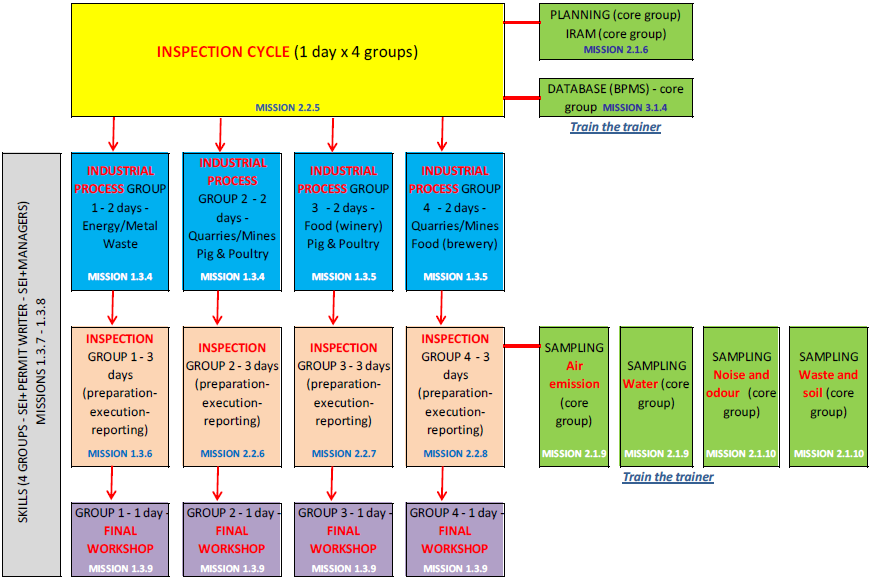 INSPECTION CYCLE (1 day x 4 groups)
MISSION 2.2.5
PLANNING (core group)
IRAM (core group)
MISSION 2.1.6
DATABASE (BPMS) - core
group MISSION 3.1.4
Train the trainer
SKILLS (4 GROUPS - SEI+PERMIT WRITER - SEI+MANAGERS)
MISSIONS 1.3.7 - 1.3.8
INDUSTRIAL
PROCESS GROUP
1 - 2 days -
Energy/Metal
Waste
MISSION 1.3.4
INDUSTRIAL
PROCESS
GROUP 2 - 2
days -
Quarries/Mines
Pig & Poultry
MISSION 1.3.4
INDUSTRIAL
PROCESS GROUP
3 - 2 days -
Food (winery)
Pig & Poultry
MISSION 1.3.5
INDUSTRIAL
PROCESS GROUP
4 - 2 days -
Quarries/Mines
Food (brewery)
MISSION 1.3.5
INSPECTION
GROUP 1 - 3
days
(preparation-
execution-
reporting)
MISSION 1.3.6
INSPECTION
GROUP 2 - 3 days
(preparation-
execution-
reporting)
MISSION 2.2.6
INSPECTION
GROUP 3 - 3 days
(preparation-
execution-
reporting)
MISSION 2.2.7
INSPECTION
GROUP 4 - 3
days
(preparation-
execution-
reporting)
MISSION 2.2.8
SAMPLING
Air
emission
(core
group)
MISSION 2.1.9
SAMPLING
Water (core
group)
MISSION 2.1.9
SAMPLING
Noise and
odour (core
group)
MISSION 2.1.10
SAMPLING
Waste and
soil (core
group)
MISSION 2.1.10
Train the trainer
GROUP 1 - 1 day -
FINAL
WORKSHOP
MISSION 1.3.9
GROUP 2 - 1 day -
FINAL
WORKSHOP
MISSION 1.3.9
GROUP 3 - 1 day -
FINAL
WORKSHOP
MISSION 1.3.9
GROUP 4 - 1 day -
FINAL
WORKSHOP
MISSION 1.3.9